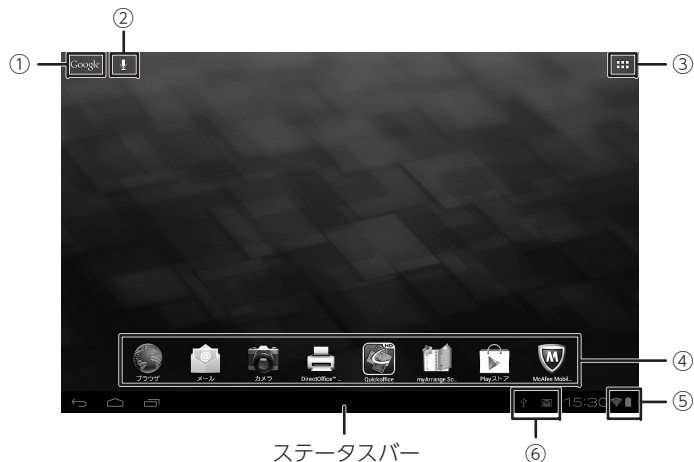 ②
① Google ③
ブラウザ メール カメラ DirectOffice™ ... HD Quickoffice myArrange Sc... Playストア McAfee Mobil... ④
15:30 ⑤
ステータスバー ⑥